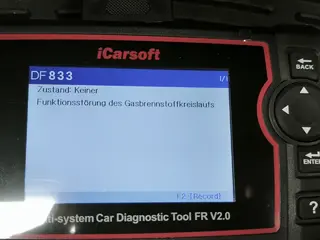 iCarsoft
DF833 1/1
Zustand: Keiner
Funktionsstörung des Gasbrennstoffkreislaufs
F2:[Record]
ti-system Car Diagnostic Tool FR V2.0
BACK
ENTER
?